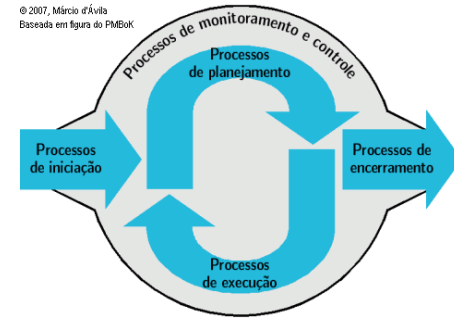 © 2007, Márcio d'Ávila
Baseada em figura do PMBoK
Processos de monitoramento e controle
Processos
de planejamento
Processos
de iniciação
Processos de
encerramento
Processos
de execução